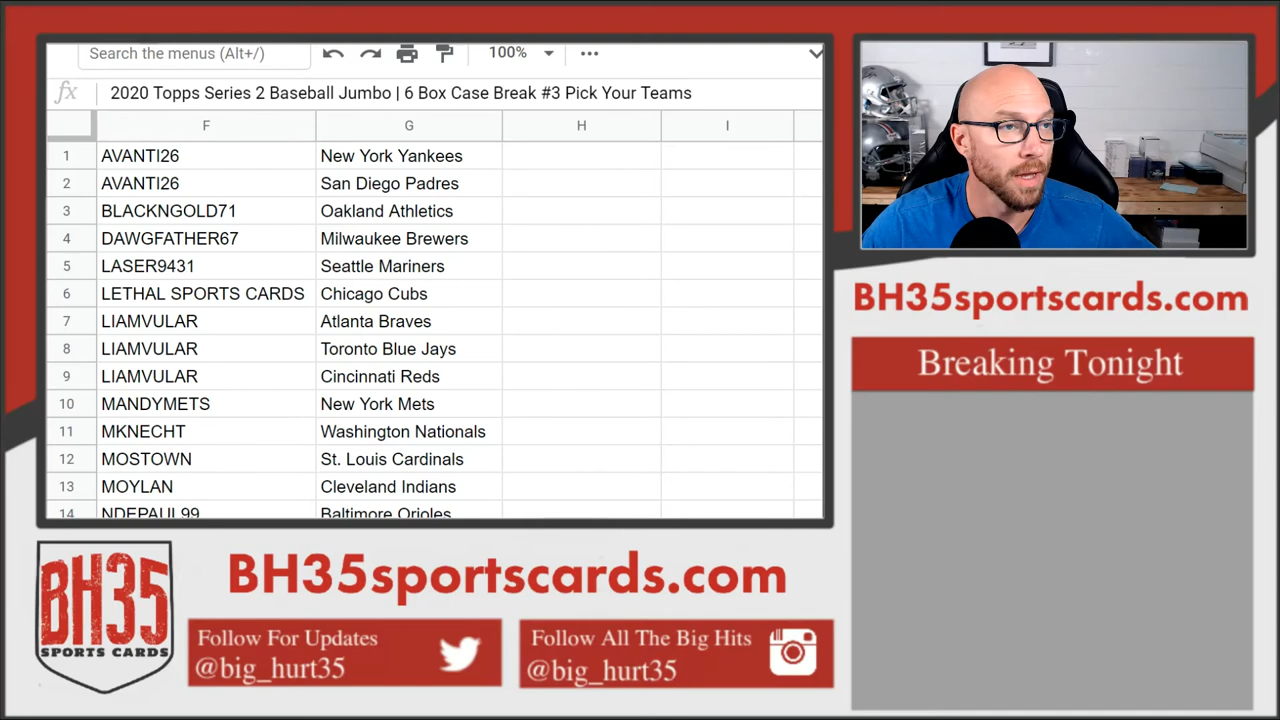 Search the menus (Alt+/)
100%
fx
2020 Topps Series 2 Baseball Jumbo | 6 Box Case Break #3 Pick Your Teams
F G H I
1 AVANTI26 New York Yankees
2 AVANTI26 San Diego Padres
3 BLACKNGOLD71 Oakland Athletics
4 DAWGFATHER67 Milwaukee Brewers
5 LASER9431 Seattle Mariners
6 LETHAL SPORTS CARDS Chicago Cubs
7 LIAMVULAR Atlanta Braves
8 LIAMVULAR Toronto Blue Jays
9 LIAMVULAR Cincinnati Reds
10 MANDYMETS New York Mets
11 MKNECHT Washington Nationals
12 MOSTOWN St. Louis Cardinals
13 MOYLAN Cleveland Indians
14 NDEPAUL99 Baltimore Orioles
BH35sportscards.com
Breaking Tonight
BH35
SPORTS CARDS
BH35sportscards.com
Follow For Updates
@big_hurt35
Follow All The Big Hits
@big_hurt35